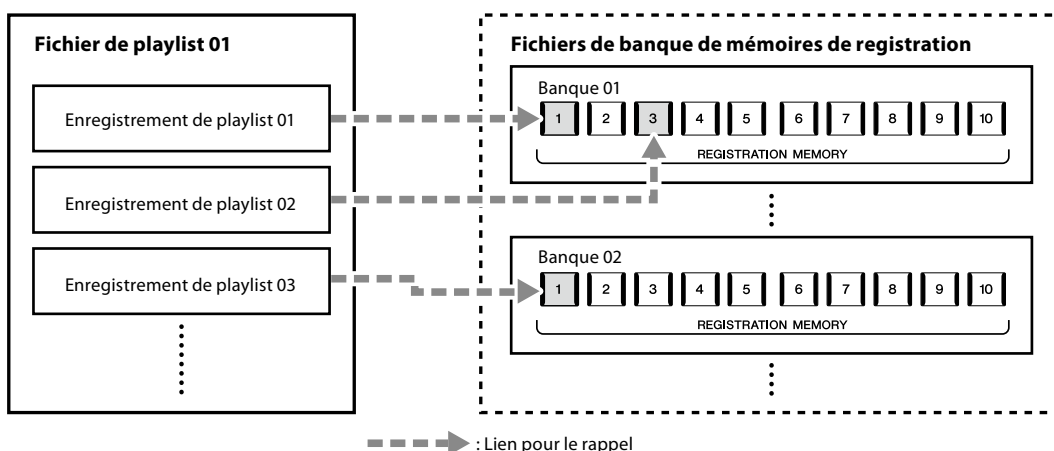 Fichier de playlist 01
Enregistrement de playlist 01
Enregistrement de playlist 02
Enregistrement de playlist 03
Fichiers de banque de mémoires de registration
Banque 01
1 2 3 4 5 6 7 8 9 10
REGISTRATION MEMORY
Banque 02
1 2 3 4 5 6 7 8 9 10
REGISTRATION MEMORY
: Lien pour le rappel